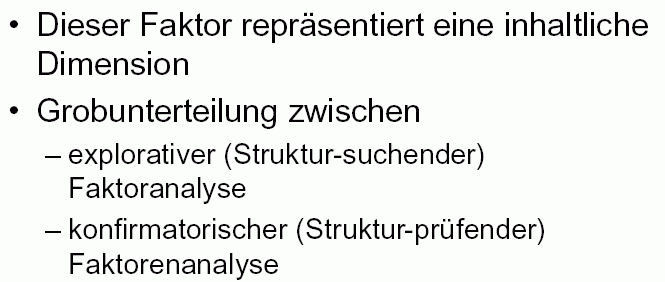 • Dieser Faktor repräsentiert eine inhaltliche
Dimension
• Grobunterteilung zwischen
– explorativer (Struktur-suchender)
Faktoranalyse
– konfirmatorischer (Struktur-prüfender)
Faktorenanalyse